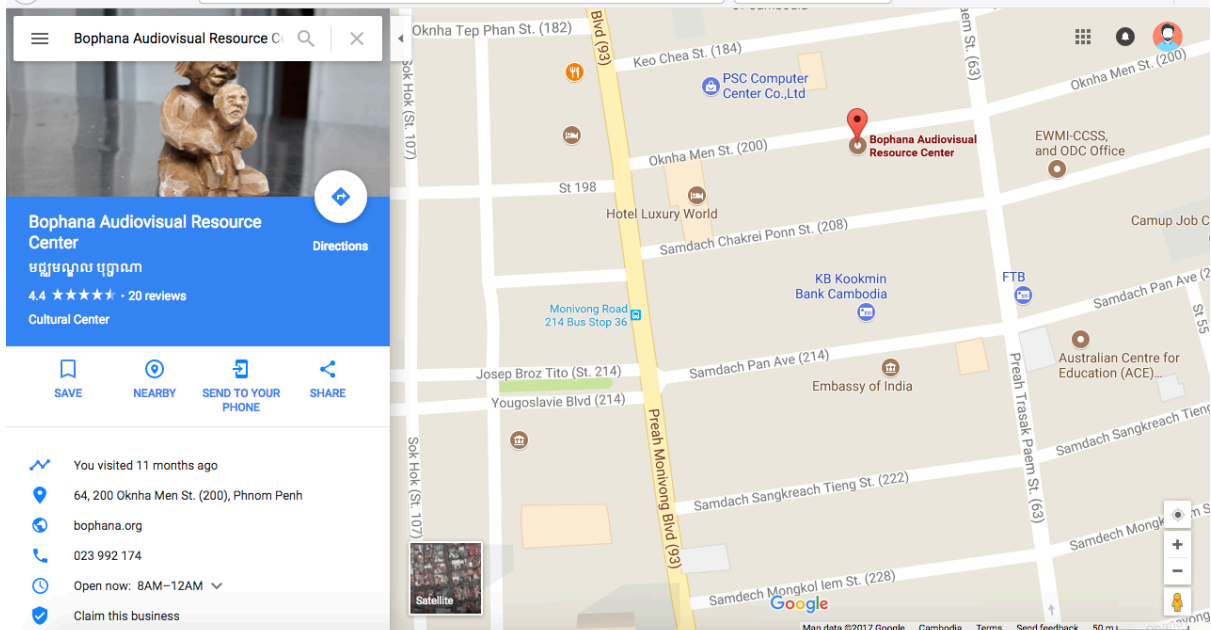 Bophana Audiovisual Resource
Bophana Audiovisual Resource
Center
មជ្ឈមណ្ឌល បុប្ផាណា
Directions
4.4 ★★★★★ · 20 reviews
Cultural Center
SAVE
NEARBY
SEND TO YOUR
PHONE
SHARE
You visited 11 months ago
64, 200 Oknha Men St. (200), Phnom Penh
bophana.org
023 992 174
Open now: 8AM–12AM
Claim this business
Oknha Tep Phan St. (182)
Blvd (93)
Keo Chea St. (184)
Paem St. (63)
Oknha Men St. (200)
PSC Computer
Center Co.,Ltd
Sok Hok (St. 107)
Bophana Audiovisual
Resource Center
EWMI-CCSS,
and ODC Office
Oknha Men St. (200)
St 198
Hotel Luxury World
Camup Job C
Samdach Chakrei Ponn St. (208)
KB Kookmin
Bank Cambodia
FTB
Samdach Pan Ave (2
St 55
Monivong Road
214 Bus Stop 36
Samdach Pan Ave (214)
Australian Centre for
Education (ACE)...
Josep Broz Tito (St. 214)
Embassy of India
Yougoslavie Blvd (214)
Preah Trasak Paem St. (63)
Samdach Sangkreach Tieng
Preah Monivong Blvd (93)
Sok Hok (St. 107)
Samdach Sangkreach Tieng St. (222)
Samdech Mongk
m S
Samdech Mongkol Iem St. (228)
Satellite
Google
Map data ©2017 Google
Cambodia
Terms
Send feedback
50 m